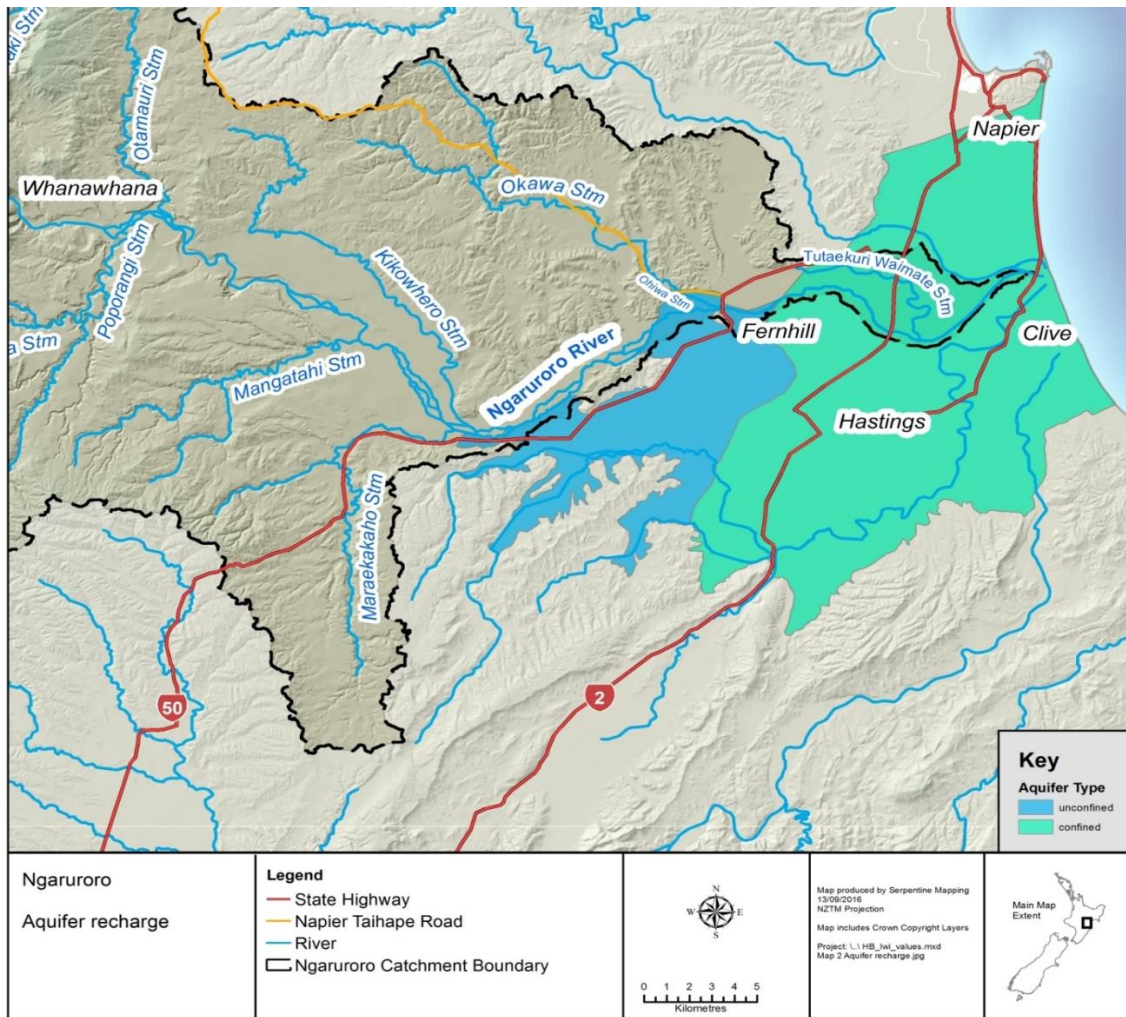 Otamauri Stm
Napier
Whanawhana
Okawa Stm
Poporangi Stm
Kikowhero Stm
Tutaekuri Waimate Stm
Ohiwa Stm
Fernhill
Clive
a Stm
Mangatahi Stm
Ngaruroro River
Hastings
Maraekakaho Stm
50
2
Key
Aquifer Type
unconfined
confined
Ngaruroro
Aquifer recharge
Legend
State Highway
Napier Taihape Road
River
Ngaruroro Catchment Boundary
N
W E
S
0 1 2 3 4 5
Kilometres
Map produced by Serpentine Mapping
13/09/2016
NZTM Projection
Map includes Crown Copyright Layers
Project: \..\ HB_Iwi_values.mxd
Map 2 Aquifer recharge.jpg
Main Map
Extent